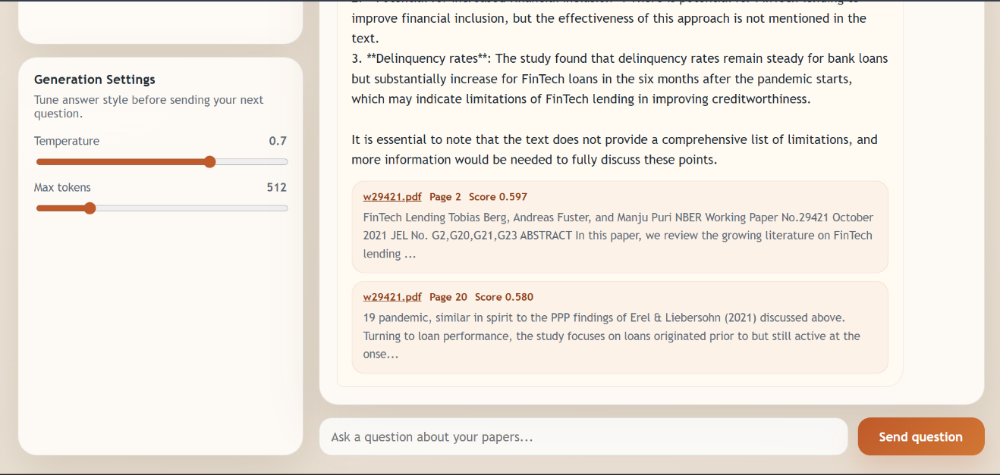 Generation Settings
Tune answer style before sending your next
question.
Temperature 0.7
Max tokens 512
improve financial inclusion, but the effectiveness of this approach is not mentioned in the
text.
3. **Delinquency rates**: The study found that delinquency rates remain steady for bank loans
but substantially increase for FinTech loans in the six months after the pandemic starts,
which may indicate limitations of FinTech lending in improving creditworthiness.
It is essential to note that the text does not provide a comprehensive list of limitations, and
more information would be needed to fully discuss these points.
w29421.pdf Page 2 Score 0.597
FinTech Lending Tobias Berg, Andreas Fuster, and Manju Puri NBER Working Paper No.29421 October
2021 JEL No. G2,G20,G21,G23 ABSTRACT In this paper, we review the growing literature on FinTech
lending ...
w29421.pdf Page 20 Score 0.580
19 pandemic, similar in spirit to the PPP findings of Erel & Liebersohn (2021) discussed above.
Turning to loan performance, the study focuses on loans originated prior to but still active at the
onse...
Ask a question about your papers...
Send question